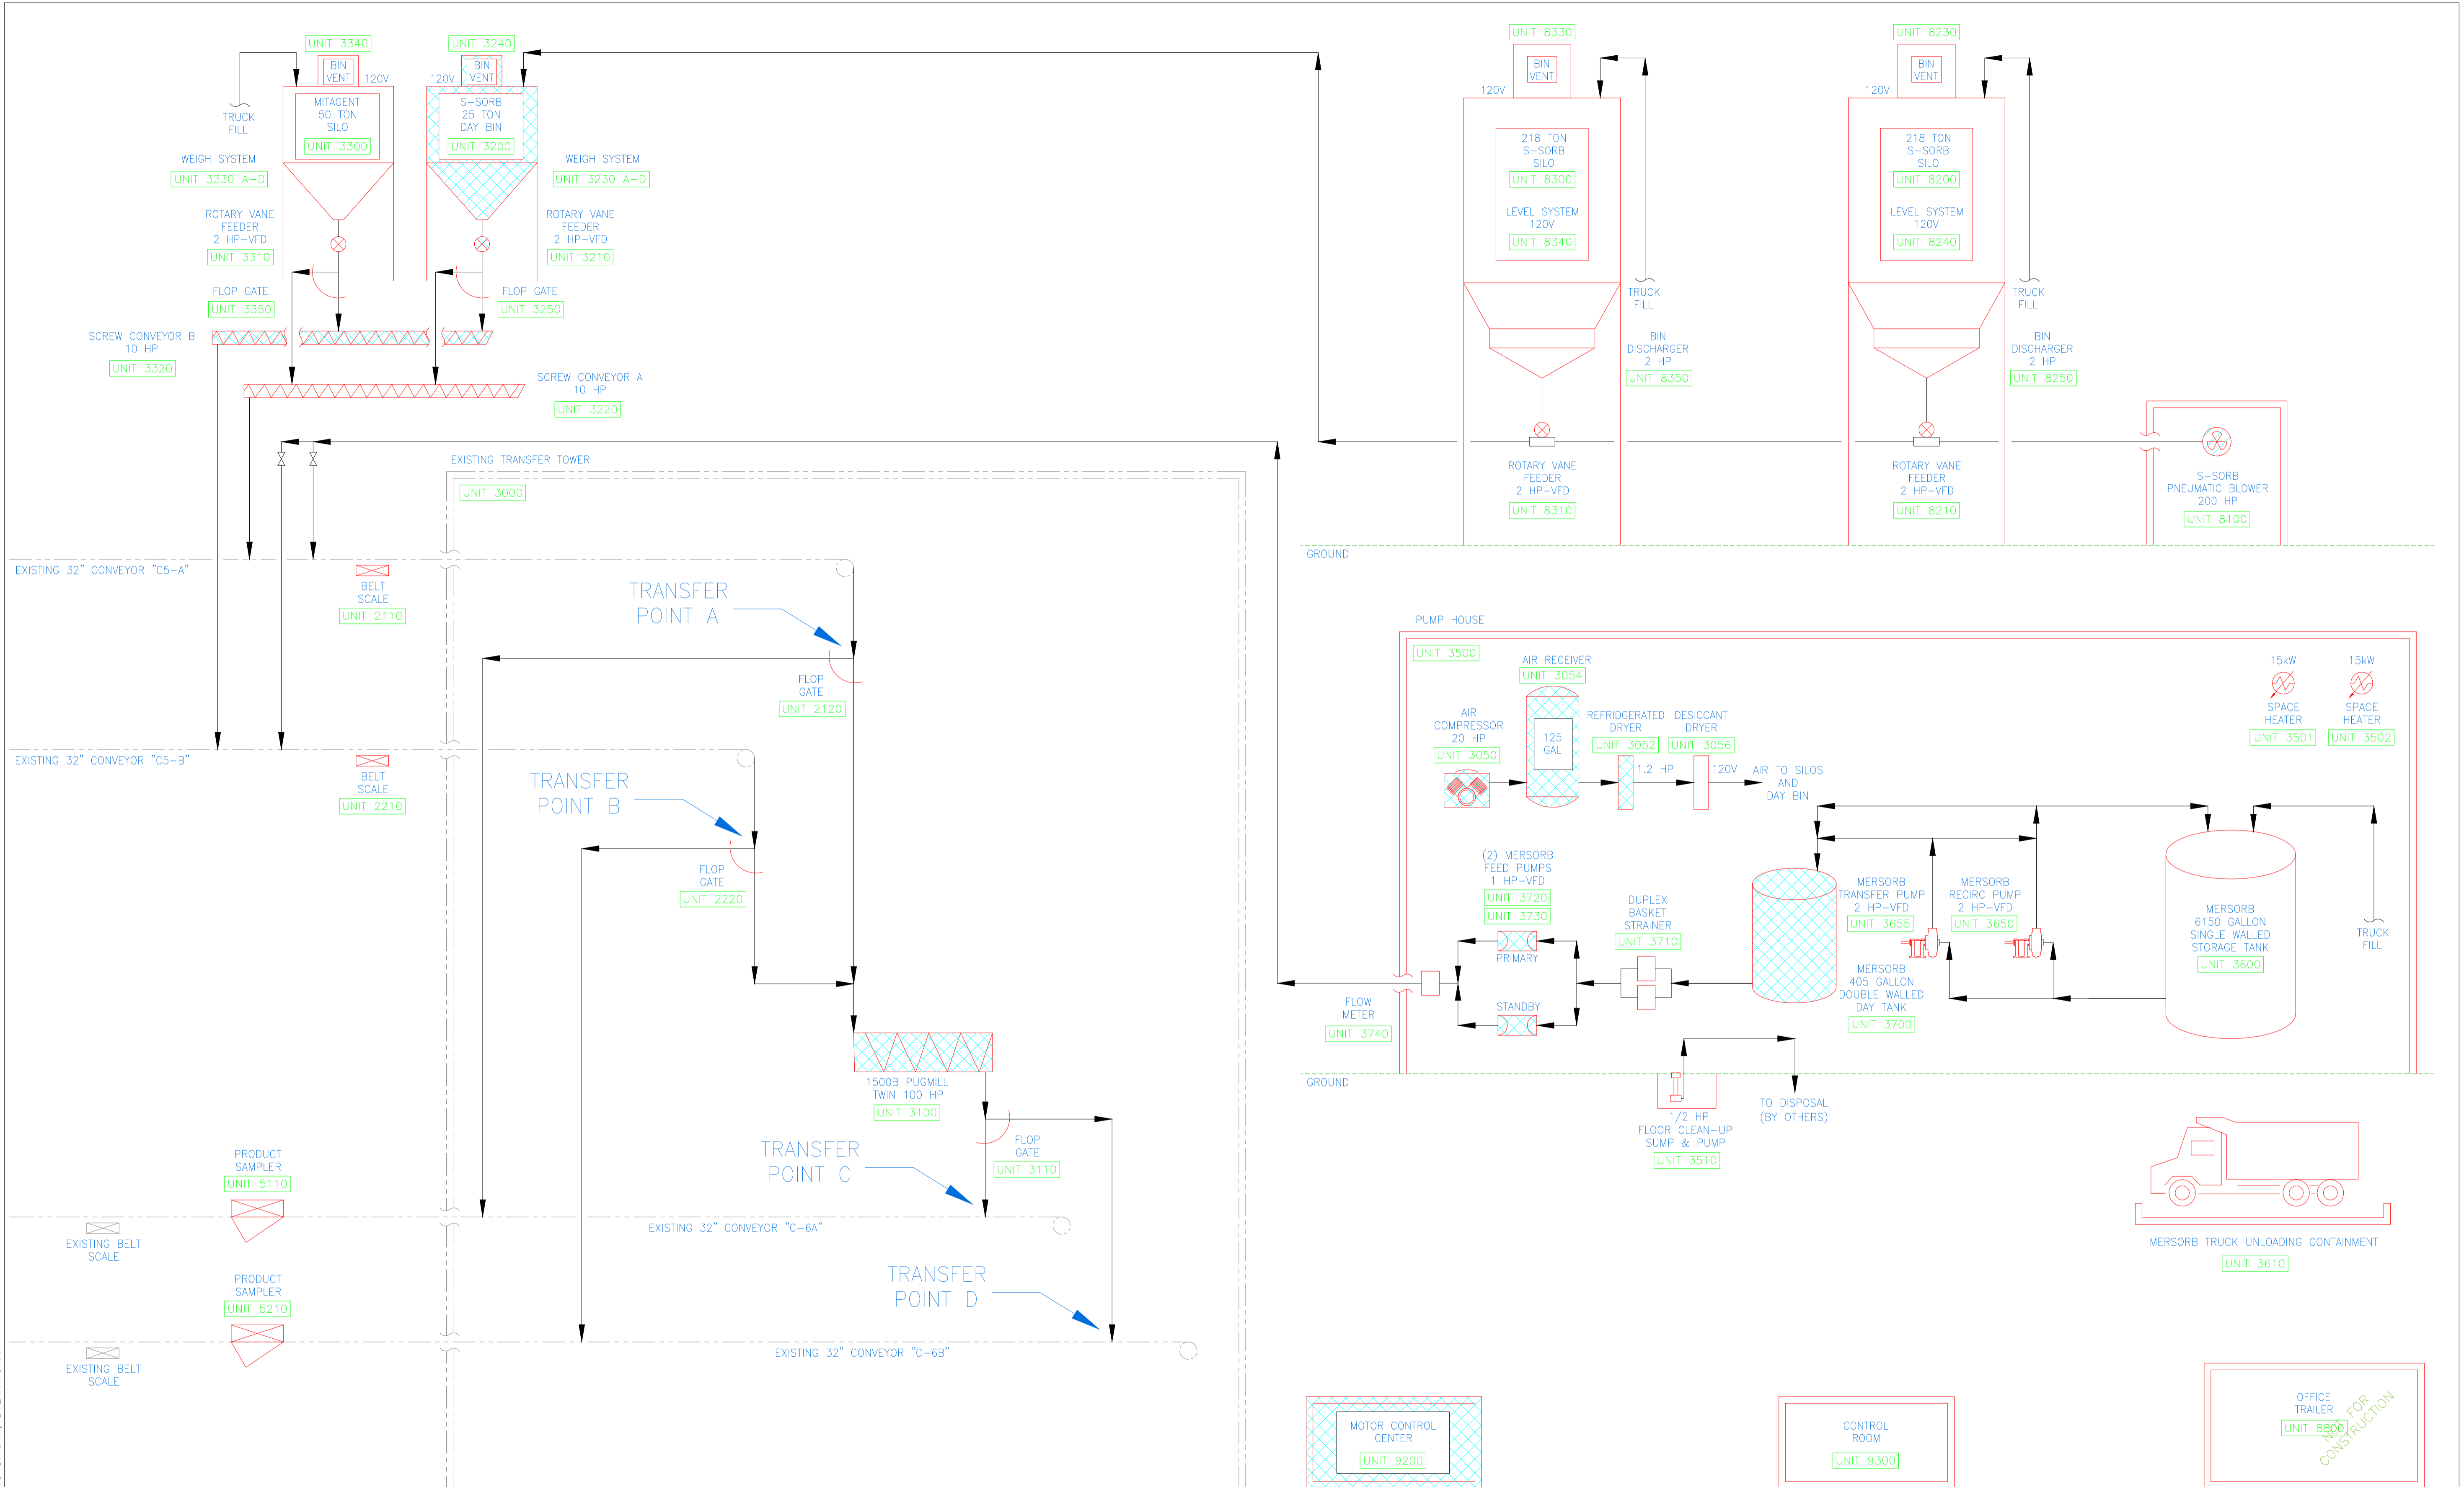 UNIT 3340
BIN
VENT
120V
MITAGENT
50 TON
SILO
UNIT 3300
TRUCK
FILL
WEIGH SYSTEM
UNIT 3330 A-D
ROTARY VANE
FEEDER
2 HP-VFD
UNIT 3310
FLOP GATE
UNIT 3350
SCREW CONVEYOR B
10 HP
UNIT 3320
UNIT 3240
BIN
VENT
120V
S-SORB
25 TON
DAY BIN
UNIT 3200
WEIGH SYSTEM
UNIT 3230 A-D
ROTARY VANE
FEEDER
2 HP-VFD
UNIT 3210
FLOP GATE
UNIT 3250
SCREW CONVEYOR A
10 HP
UNIT 3220
UNIT 8330
BIN
VENT
120V
218 TON
S-SORB
SILO
UNIT 8300
LEVEL SYSTEM
120V
UNIT 8340
TRUCK
FILL
BIN
DISCHARGER
2 HP
UNIT 8350
ROTARY VANE
FEEDER
2 HP-VFD
UNIT 8310
UNIT 8230
BIN
VENT
120V
218 TON
S-SORB
SILO
UNIT 8200
LEVEL SYSTEM
120V
UNIT 8240
TRUCK
FILL
BIN
DISCHARGER
2 HP
UNIT 8250
ROTARY VANE
FEEDER
2 HP-VFD
UNIT 8210
S-SORB
PNEUMATIC BLOWER
200 HP
UNIT 8100
GROUND
EXISTING TRANSFER TOWER
UNIT 3000
EXISTING 32" CONVEYOR "C5-A"
BELT
SCALE
UNIT 2110
TRANSFER
POINT A
FLOP
GATE
UNIT 2120
EXISTING 32" CONVEYOR "C5-B"
BELT
SCALE
UNIT 2210
TRANSFER
POINT B
FLOP
GATE
UNIT 2220
1500B PUGMILL
TWIN 100 HP
UNIT 3100
FLOP
GATE
UNIT 3110
TRANSFER
POINT C
PRODUCT
SAMPLER
UNIT 5110
EXISTING BELT
SCALE
EXISTING 32" CONVEYOR "C-6A"
TRANSFER
POINT D
PRODUCT
SAMPLER
UNIT 5210
EXISTING BELT
SCALE
EXISTING 32" CONVEYOR "C-6B"
PUMP HOUSE
UNIT 3500
AIR RECEIVER
UNIT 3054
125
GAL
AIR
COMPRESSOR
20 HP
UNIT 3050
REFRIDGERATED
DRYER
UNIT 3052
1.2 HP
DESICCANT
DRYER
UNIT 3056
120V
AIR TO SILOS
AND
DAY BIN
15kW
SPACE
HEATER
UNIT 3501
15kW
SPACE
HEATER
UNIT 3502
(2) MERSORB
FEED PUMPS
1 HP-VFD
UNIT 3720
UNIT 3730
PRIMARY
STANDBY
DUPLEX
BASKET
STRAINER
UNIT 3710
MERSORB
TRANSFER PUMP
2 HP-VFD
UNIT 3655
MERSORB
RECIRC PUMP
2 HP-VFD
UNIT 3650
MERSORB
405 GALLON
DOUBLE WALLED
DAY TANK
UNIT 3700
MERSORB
6150 GALLON
SINGLE WALLED
STORAGE TANK
UNIT 3600
TRUCK
FILL
FLOW
METER
UNIT 3740
GROUND
1/2 HP
FLOOR CLEAN-UP
SUMP & PUMP
UNIT 3510
TO DISPOSAL
(BY OTHERS)
MERSORB TRUCK UNLOADING CONTAINMENT
UNIT 3610
MOTOR CONTROL
CENTER
UNIT 9200
CONTROL
ROOM
UNIT 9300
OFFICE
TRAILER
UNIT 8800
NOT FOR
CONSTRUCTION